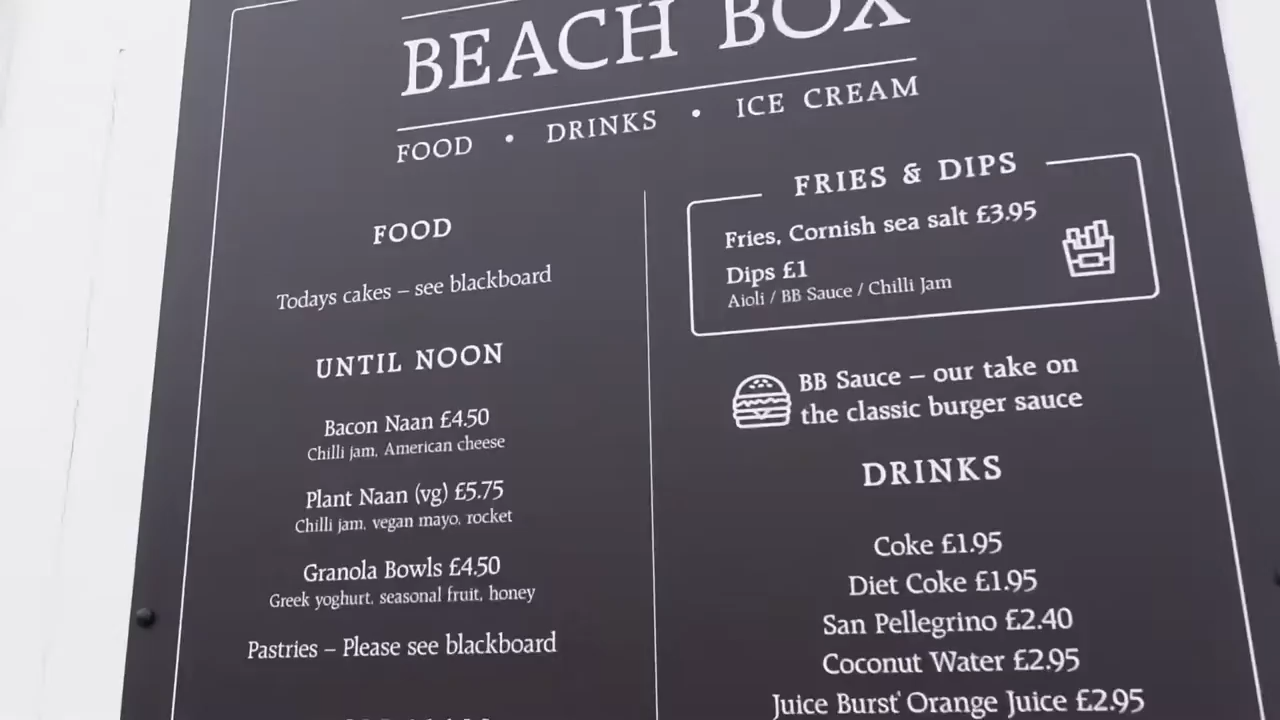 BEACH BOX
FOOD • DRINKS • ICE CREAM
FOOD
Todays cakes – see blackboard
UNTIL NOON
Bacon Naan £4.50
Chilli jam, American cheese
Plant Naan (vg) £5.75
Chilli jam, vegan mayo, rocket
Granola Bowls £4.50
Greek yoghurt, seasonal fruit, honey
Pastries – Please see blackboard
FRIES & DIPS
Fries, Cornish sea salt £3.95
Dips £1
Aioli / BB Sauce / Chilli Jam
BB Sauce – our take on
the classic burger sauce
DRINKS
Coke £1.95
Diet Coke £1.95
San Pellegrino £2.40
Coconut Water £2.95
Juice Burst' Orange Juice £2.95